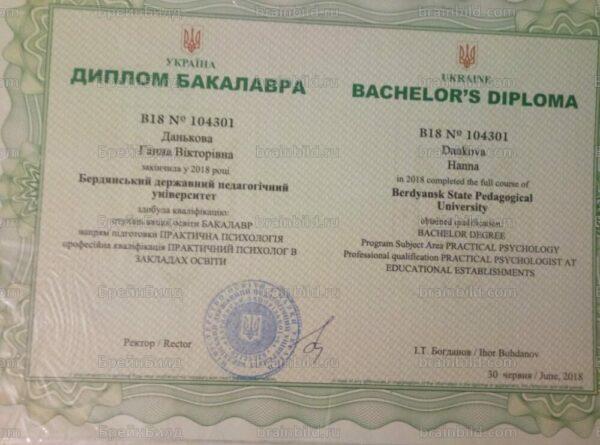 УКРАЇНА
ДИПЛОМ БАКАЛАВРА
В18 № 104301
Данькова
Ганна Вікторівна
закінчила у 2018 році
Бердянський державний педагогічний
університет
здобула кваліфікацію:
ступінь вищої освіти БАКАЛАВР
напрям підготовки ПРАКТИЧНА ПСИХОЛОГІЯ
професійна кваліфікація ПРАКТИЧНИЙ ПСИХОЛОГ В
ЗАКЛАДАХ ОСВІТИ
Ректор / Rector
UKRAINE
BACHELOR'S DIPLOMA
B18 № 104301
Dankova
Hanna
in 2018 completed the full course of
Berdyansk State Pedagogical
University
obtained qualification:
BACHELOR DEGREE
Program Subject Area PRACTICAL PSYCHOLOGY
Professional qualification PRACTICAL PSYCHOLOGIST AT
EDUCATIONAL ESTABLISHMENTS
І.Т. Богданов / Ihor Bohdanov
30 червня / June, 2018
БрейнБилд
brainbild.ru